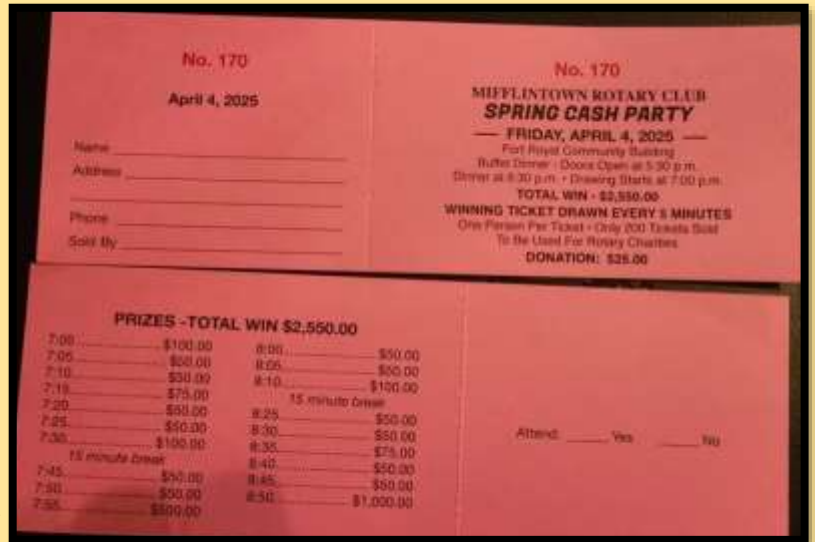 No. 170
April 4, 2025
Name
Address
Phone
Sold By
No. 170
MIFFLINTOWN ROTARY CLUB
SPRING CASH PARTY
— FRIDAY, APRIL 4, 2025 —
Port Royal Community Building
Buffet Dinner - Doors Open at 5:30 p.m.
Dinner at 6:30 p.m. • Drawing Starts at 7:00 p.m.
TOTAL WIN - $2,550.00
WINNING TICKET DRAWN EVERY 5 MINUTES
One Person Per Ticket • Only 200 Tickets Sold
To Be Used For Rotary Charities
DONATION: $25.00
PRIZES -TOTAL WIN $2,550.00
7:00 $100.00
7:05 $50.00
7:10 $50.00
7:15 $75.00
7:20 $50.00
7:25 $50.00
7:30 $100.00
15 minute break
7:45 $50.00
7:50 $50.00
7:55 $500.00
8:00 $50.00
8:05 $50.00
8:10 $100.00
15 minute break
8:25 $50.00
8:30 $50.00
8:35 $75.00
8:40 $50.00
8:45 $50.00
8:50 $1,000.00
Attend: Yes No